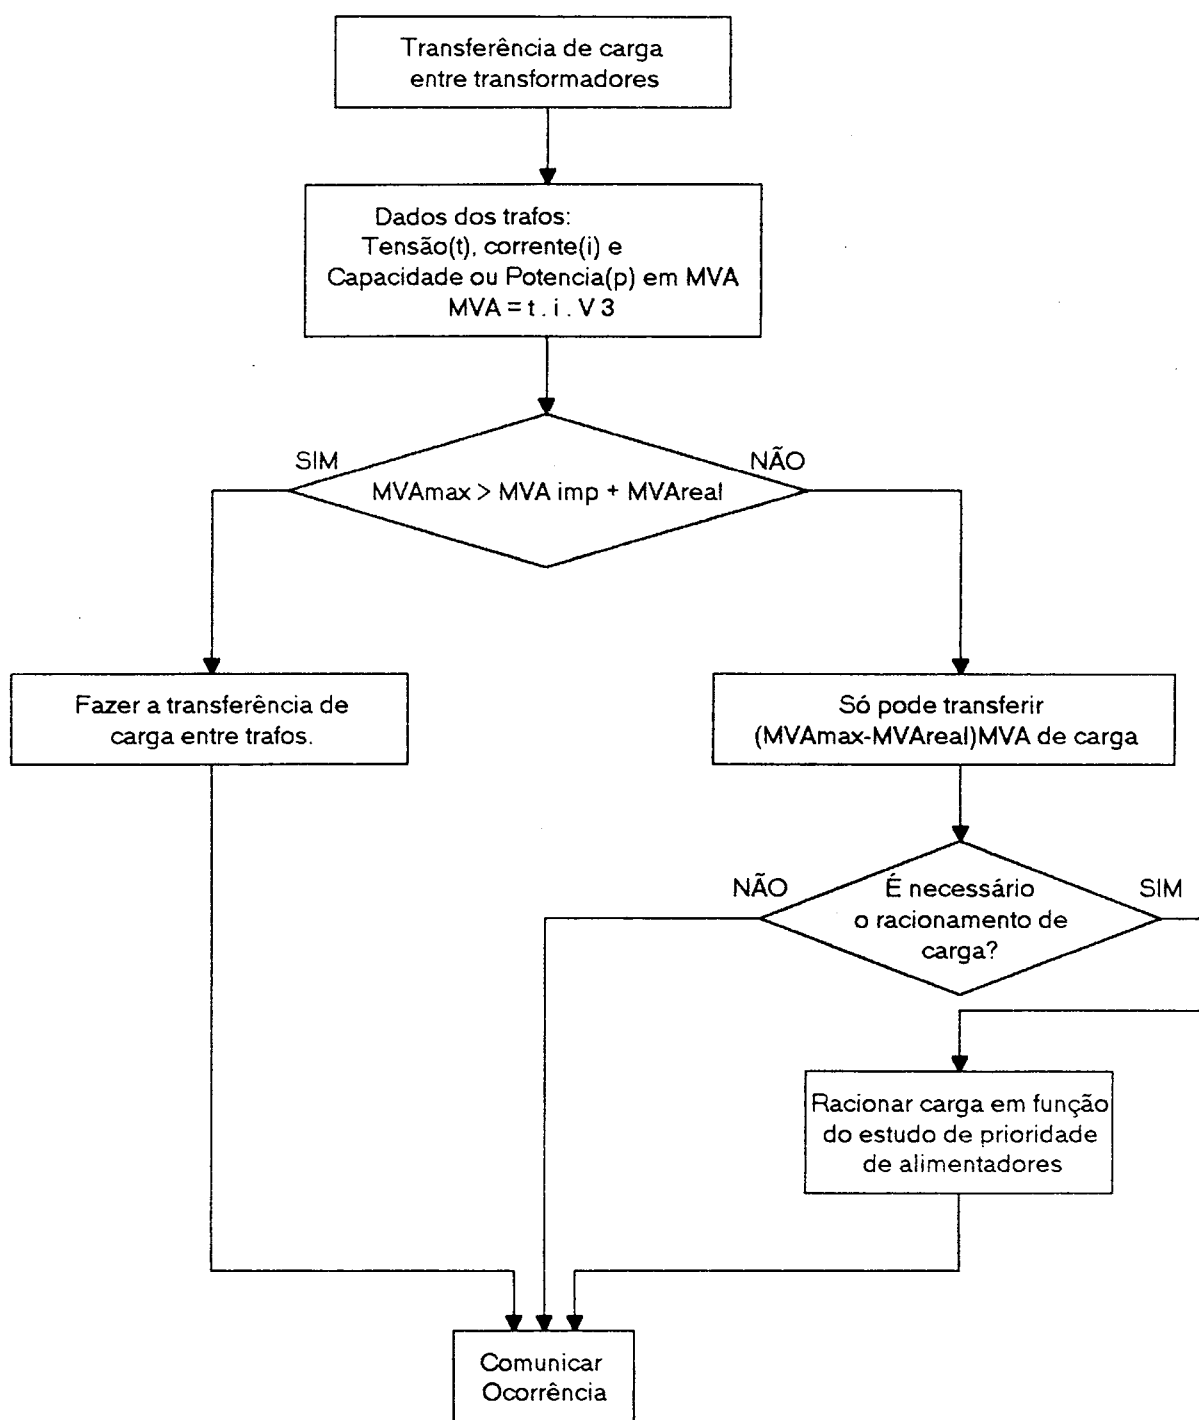 Transferência de carga
entre transformadores
Dados dos trafos:
Tensão(t), corrente(i) e
Capacidade ou Potencia(p) em MVA
MVA = t . i . V 3
SIM
NÃO
MVAmax > MVA imp + MVAreal
Fazer a transferência de
carga entre trafos.
Só pode transferir
(MVAmax-MVAreal)MVA de carga
NÃO
É necessário
o racionamento de
carga?
SIM
Racionar carga em função
do estudo de prioridade
de alimentadores
Comunicar
Ocorrência